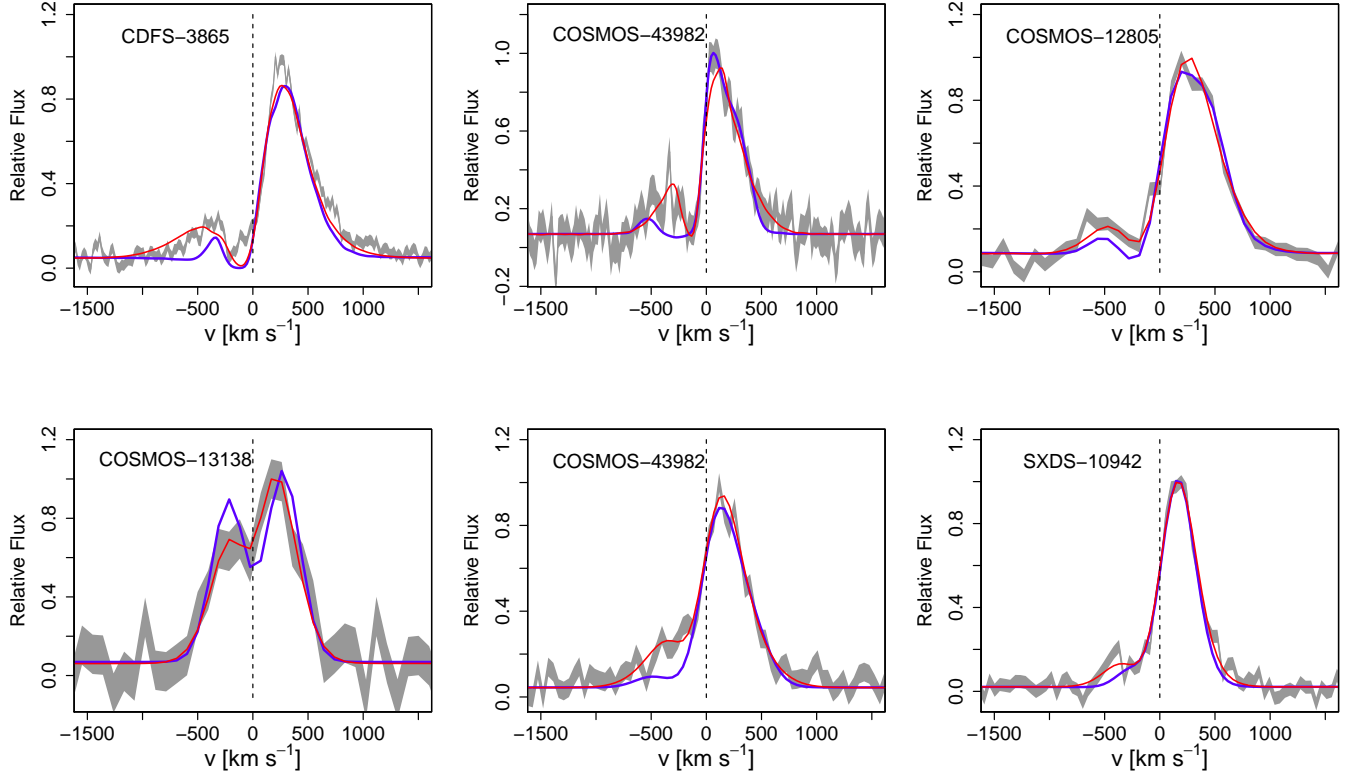 CDFS−3865
Relative Flux
0.0 0.4 0.8 1.2
−1500 −500 0 500 1000
v [km s−1]
COSMOS−43982
Relative Flux
−0.2 0.2 0.6 1.0
−1500 −500 0 500 1000
v [km s−1]
COSMOS−12805
Relative Flux
0.0 0.4 0.8 1.2
−1500 −500 0 500 1000
v [km s−1]
COSMOS−13138
Relative Flux
0.0 0.4 0.8 1.2
−1500 −500 0 500 1000
v [km s−1]
COSMOS−43982
Relative Flux
0.0 0.4 0.8 1.2
−1500 −500 0 500 1000
v [km s−1]
SXDS−10942
Relative Flux
0.0 0.4 0.8 1.2
−1500 −500 0 500 1000
v [km s−1]